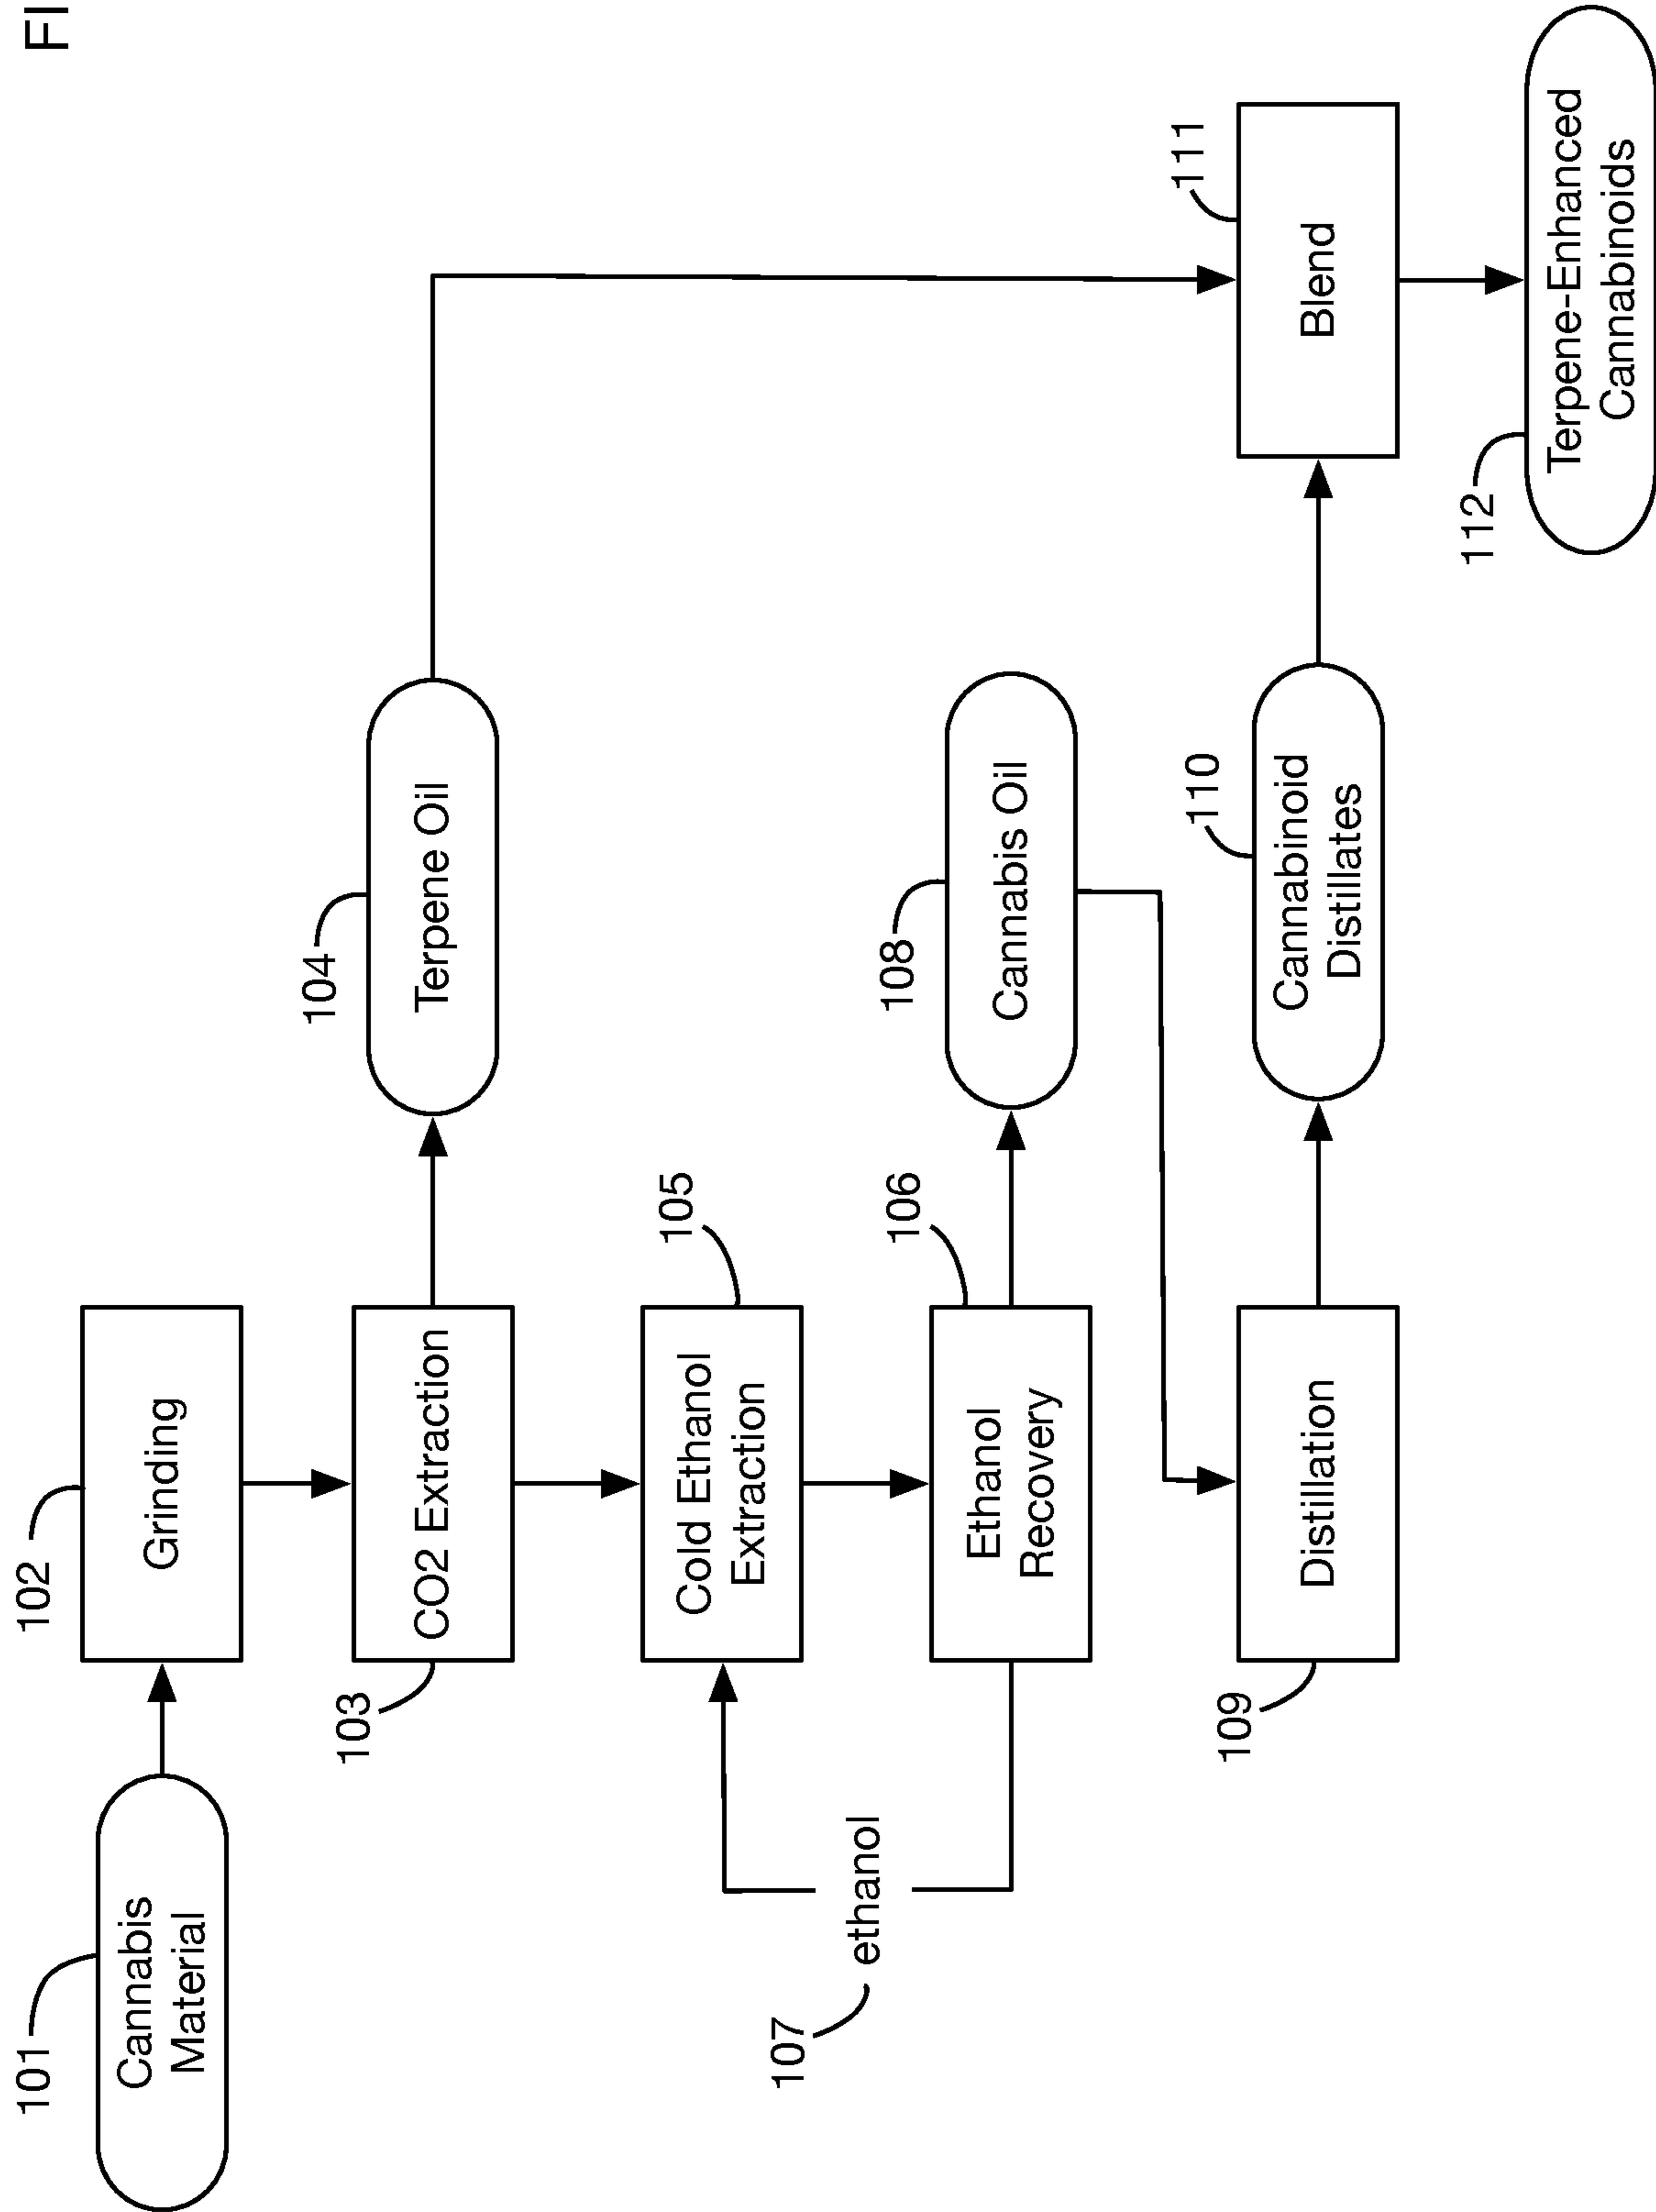 FI
101
Cannabis
Material
102
Grinding
103
CO2 Extraction
104
Terpene Oil
105
Cold Ethanol
Extraction
107
ethanol
106
Ethanol
Recovery
108
Cannabis Oil
109
Distillation
110
Cannabinoid
Distillates
111
Blend
112
Terpene-Enhanced
Cannabinoids